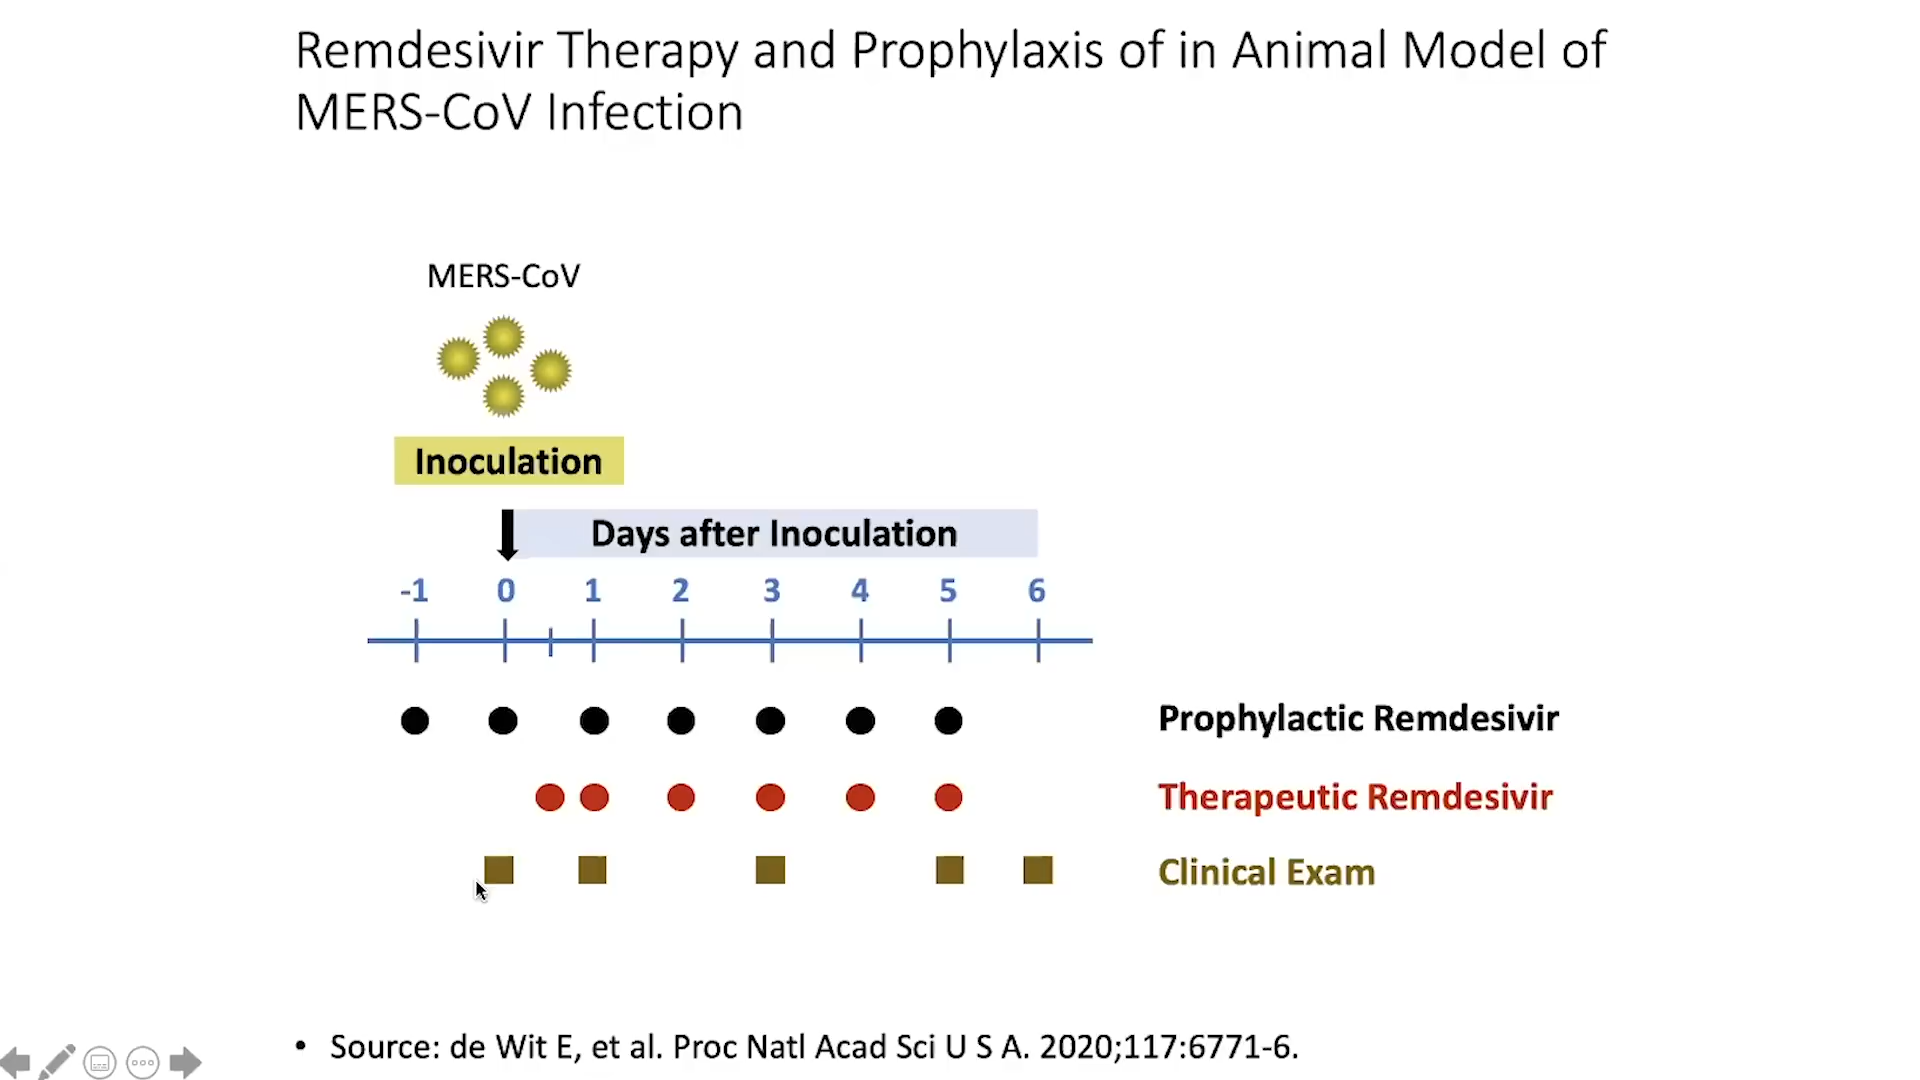 Remdesivir Therapy and Prophylaxis of in Animal Model of
MERS-CoV Infection
MERS-CoV
Inoculation
Days after Inoculation
-1 0 1 2 3 4 5 6
Prophylactic Remdesivir
Therapeutic Remdesivir
Clinical Exam
• Source: de Wit E, et al. Proc Natl Acad Sci U S A. 2020;117:6771-6.